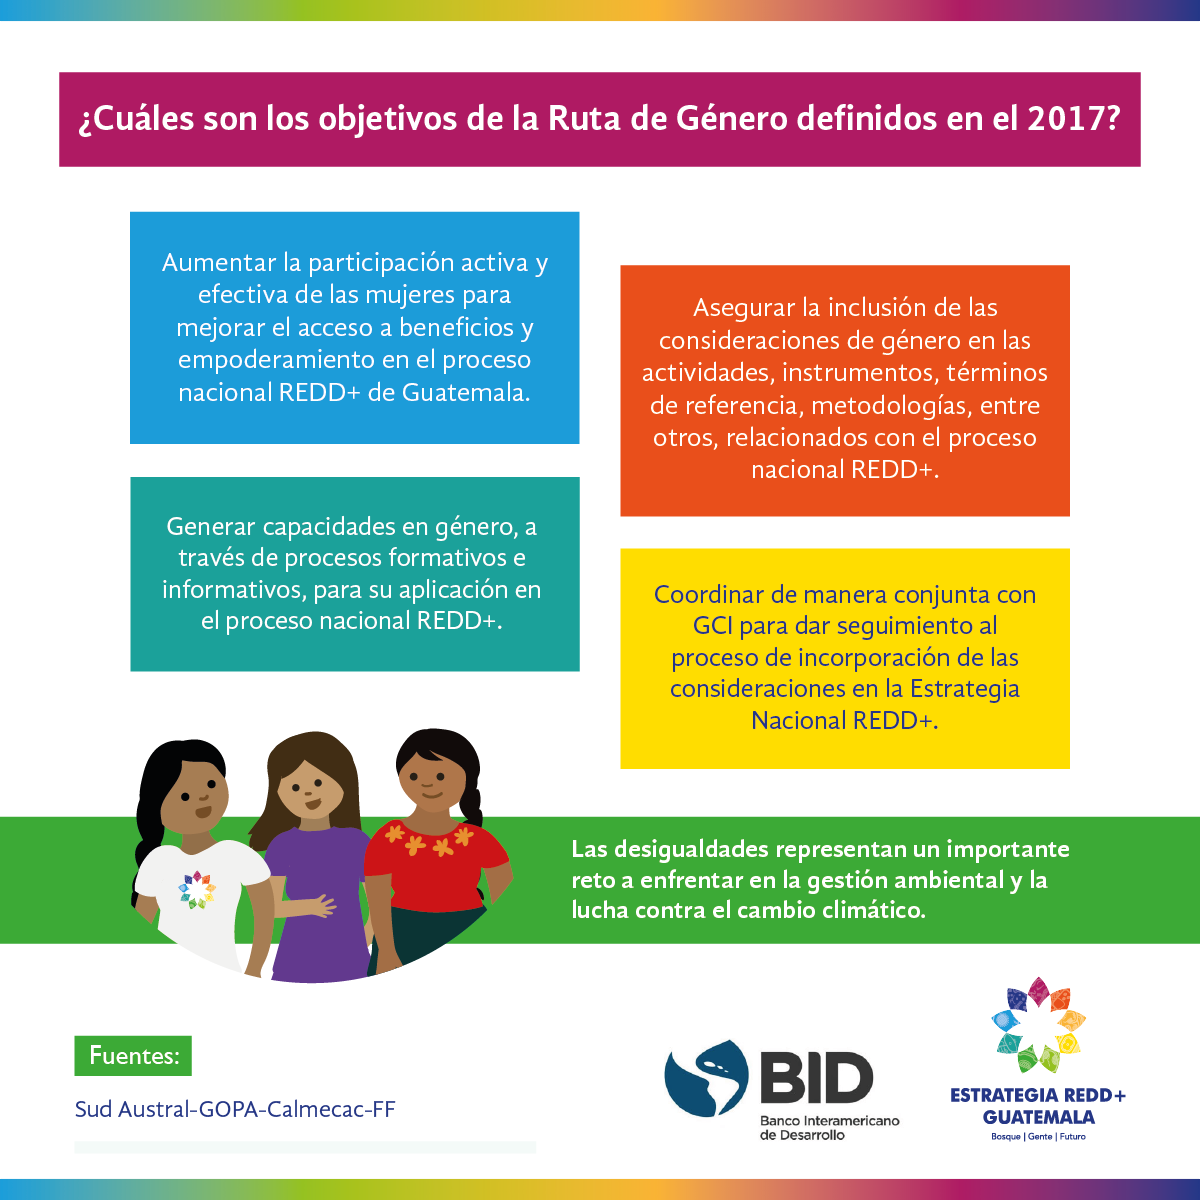 ¿Cuáles son los objetivos de la Ruta de Género definidos en el 2017?
Aumentar la participación activa y
efectiva de las mujeres para
mejorar el acceso a beneficios y
empoderamiento en el proceso
nacional REDD+ de Guatemala.
Asegurar la inclusión de las
consideraciones de género en las
actividades, instrumentos, términos
de referencia, metodologías, entre
otros, relacionados con el proceso
nacional REDD+.
Generar capacidades en género, a
través de procesos formativos e
informativos, para su aplicación en
el proceso nacional REDD+.
Coordinar de manera conjunta con
GCI para dar seguimiento al
proceso de incorporación de las
consideraciones en la Estrategia
Nacional REDD+.
Las desigualdades representan un importante
reto a enfrentar en la gestión ambiental y la
lucha contra el cambio climático.
Fuentes:
Sud Austral-GOPA-Calmecac-FF
BID
Banco Interamericano
de Desarrollo
ESTRATEGIA REDD+
GUATEMALA
Bosque | Gente | Futuro